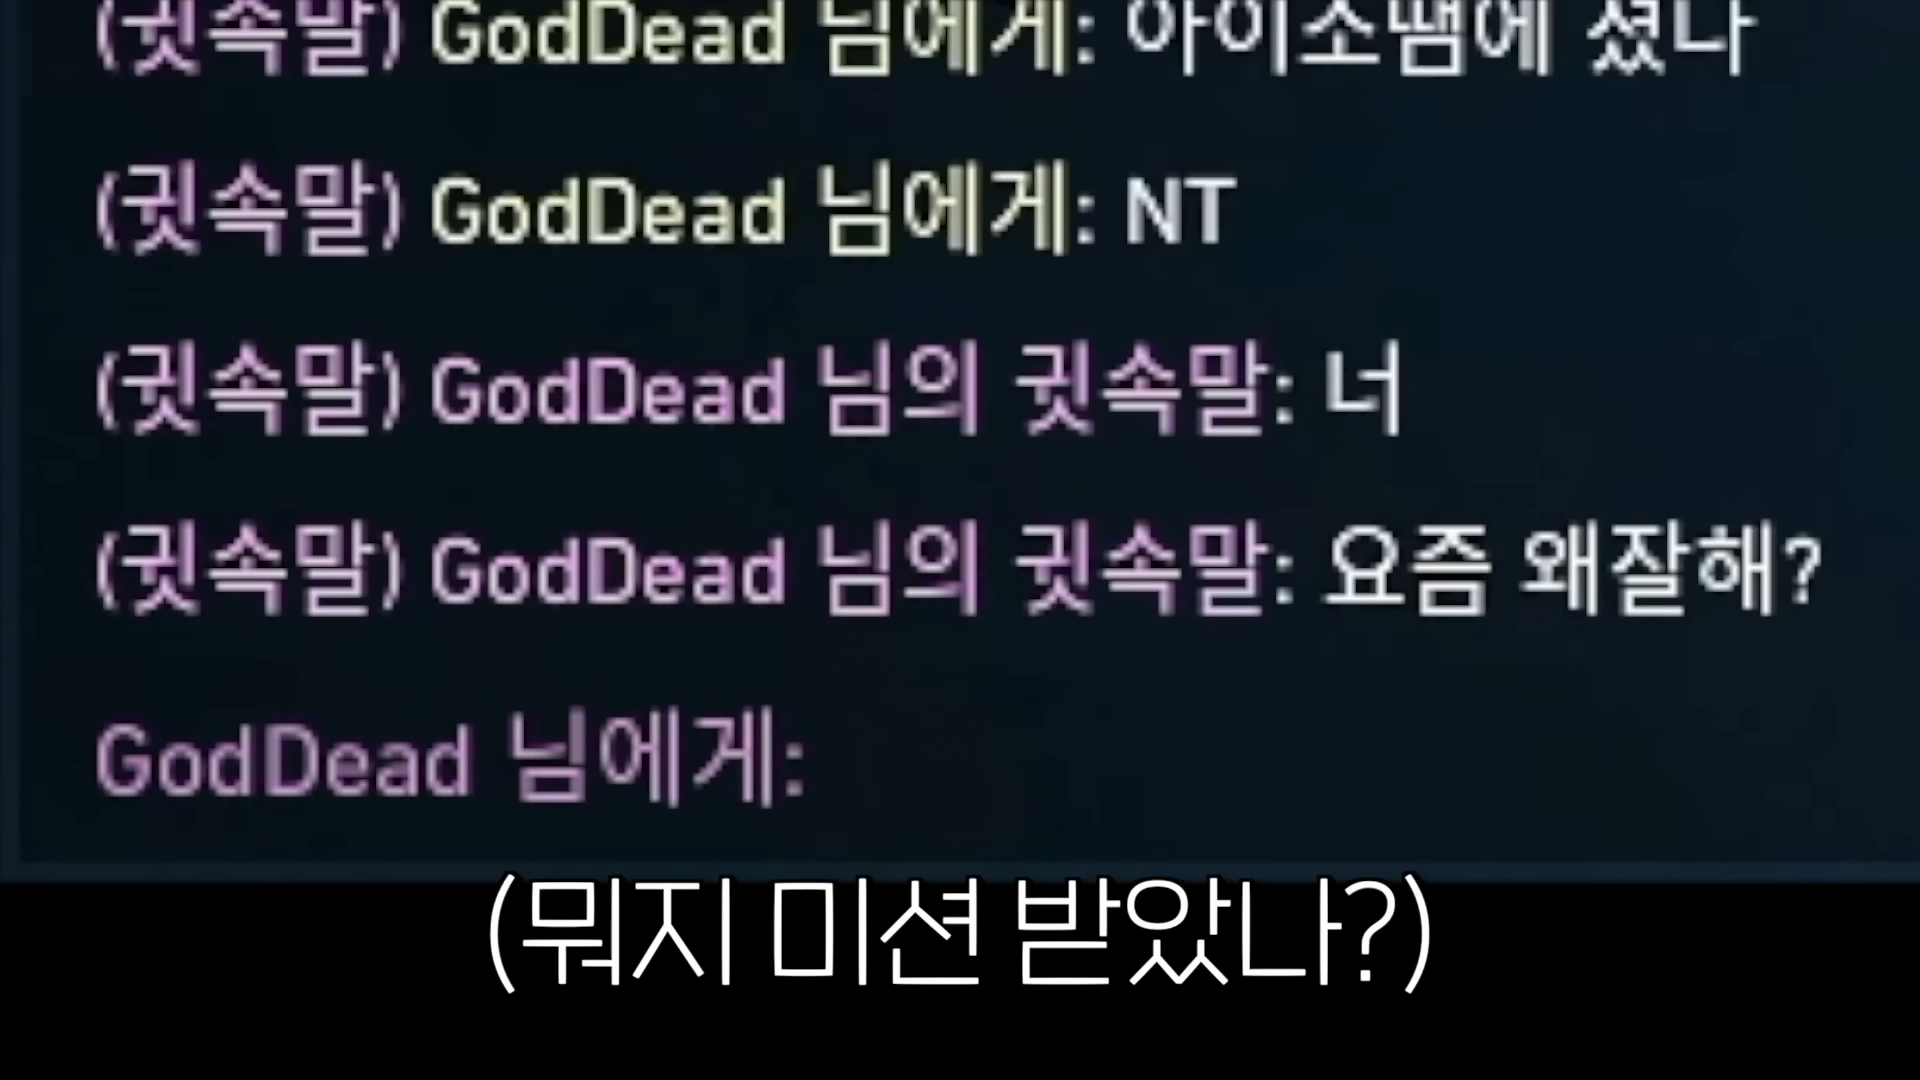 (귓속말) GodDead 님에게: 아이소땜에 셨나
(귓속말) GodDead 님에게: NT
(귓속말) GodDead 님의 귓속말: 너
(귓속말) GodDead 님의 귓속말: 요즘 왜잘해?
GodDead 님에게:
(뭐지 미션 받았나?)